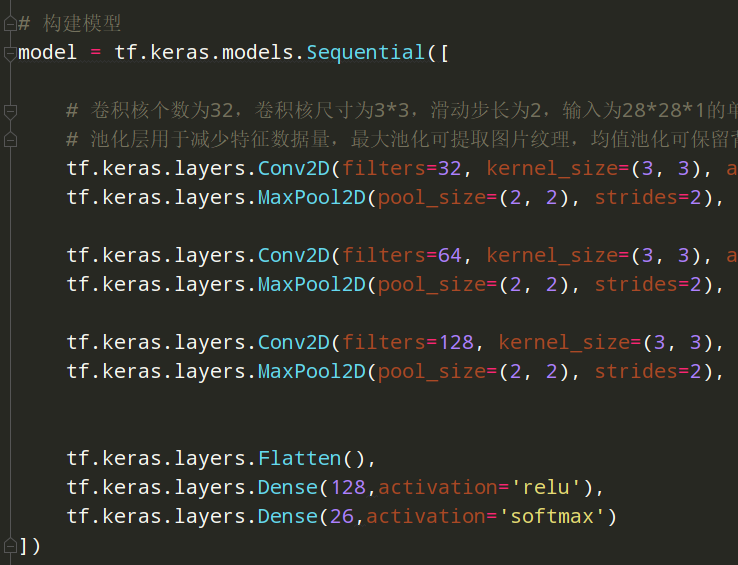 # 构建模型
model = tf.keras.models.Sequential([
# 卷积核个数为32，卷积核尺寸为3*3，滑动步长为2，输入为28*28*1的单
# 池化层用于减少特征数据量，最大池化可提取图片纹理，均值池化可保留背
tf.keras.layers.Conv2D(filters=32, kernel_size=(3, 3), a
tf.keras.layers.MaxPool2D(pool_size=(2, 2), strides=2),
tf.keras.layers.Conv2D(filters=64, kernel_size=(3, 3), a
tf.keras.layers.MaxPool2D(pool_size=(2, 2), strides=2),
tf.keras.layers.Conv2D(filters=128, kernel_size=(3, 3),
tf.keras.layers.MaxPool2D(pool_size=(2, 2), strides=2),
tf.keras.layers.Flatten(),
tf.keras.layers.Dense(128,activation='relu'),
tf.keras.layers.Dense(26,activation='softmax')
])